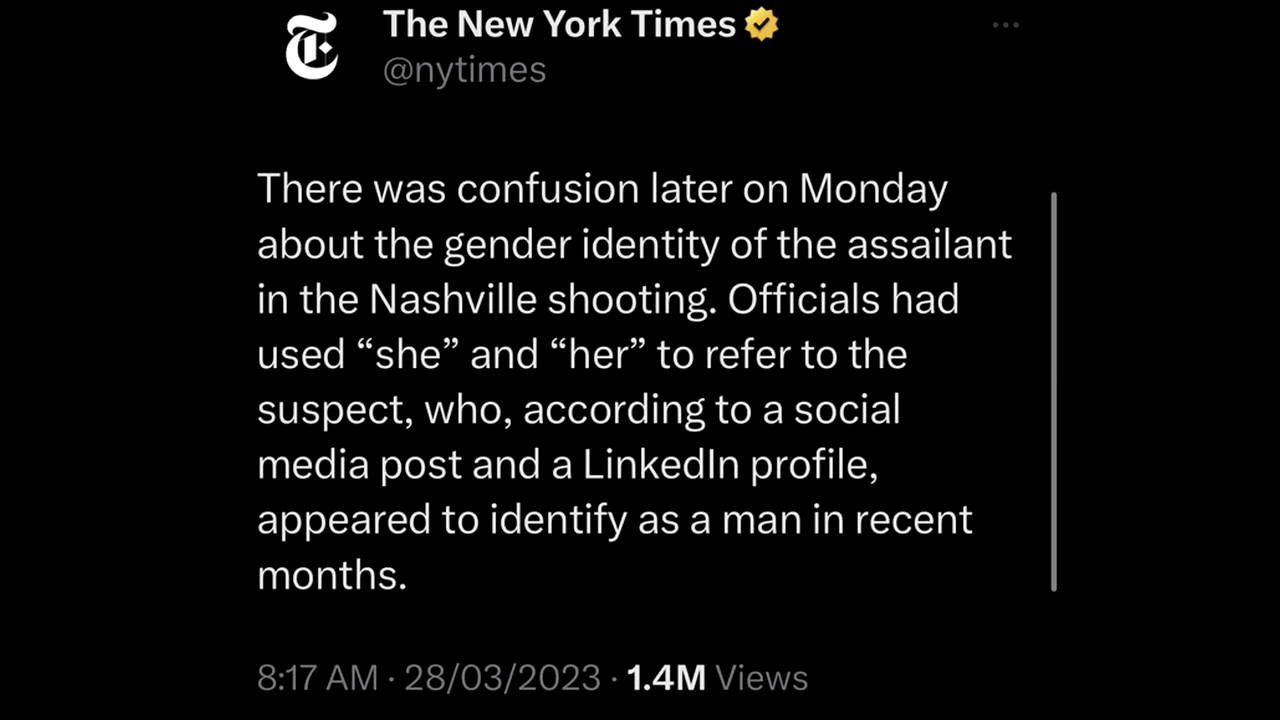 The New York Times
@nytimes
There was confusion later on Monday
about the gender identity of the assailant
in the Nashville shooting. Officials had
used “she” and “her” to refer to the
suspect, who, according to a social
media post and a LinkedIn profile,
appeared to identify as a man in recent
months.
8:17 AM · 28/03/2023 · 1.4M Views